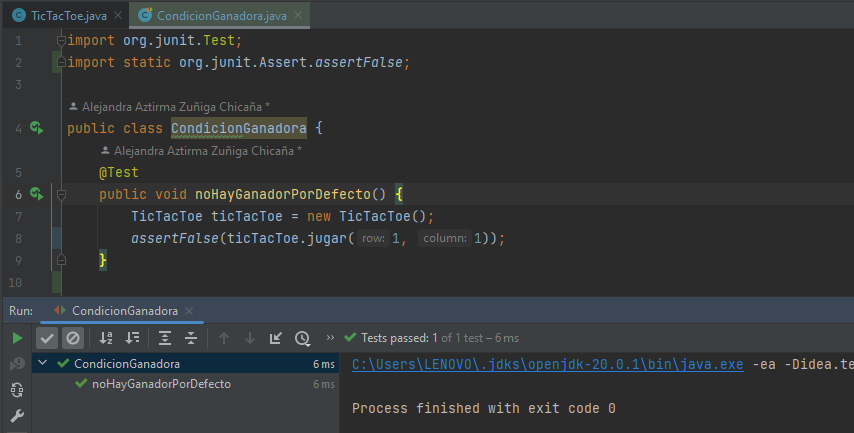 TicTacToe.java CondicionGanadora.java
1 import org.junit.Test;
2 import static org.junit.Assert.assertFalse;
3
Alejandra Aztirma Zuñiga Chicaña *
4 public class CondicionGanadora {
Alejandra Aztirma Zuñiga Chicaña *
5 @Test
6 public void noHayGanadorPorDefecto() {
7 TicTacToe ticTacToe = new TicTacToe();
8 assertFalse(ticTacToe.jugar( row: 1, column: 1));
9 }
10
Run: CondicionGanadora
Tests passed: 1 of 1 test – 6 ms
CondicionGanadora 6 ms
noHayGanadorPorDefecto 6 ms
C:\Users\LENOVO\.jdks\openjdk-20.0.1\bin\java.exe -ea -Didea.te
Process finished with exit code 0